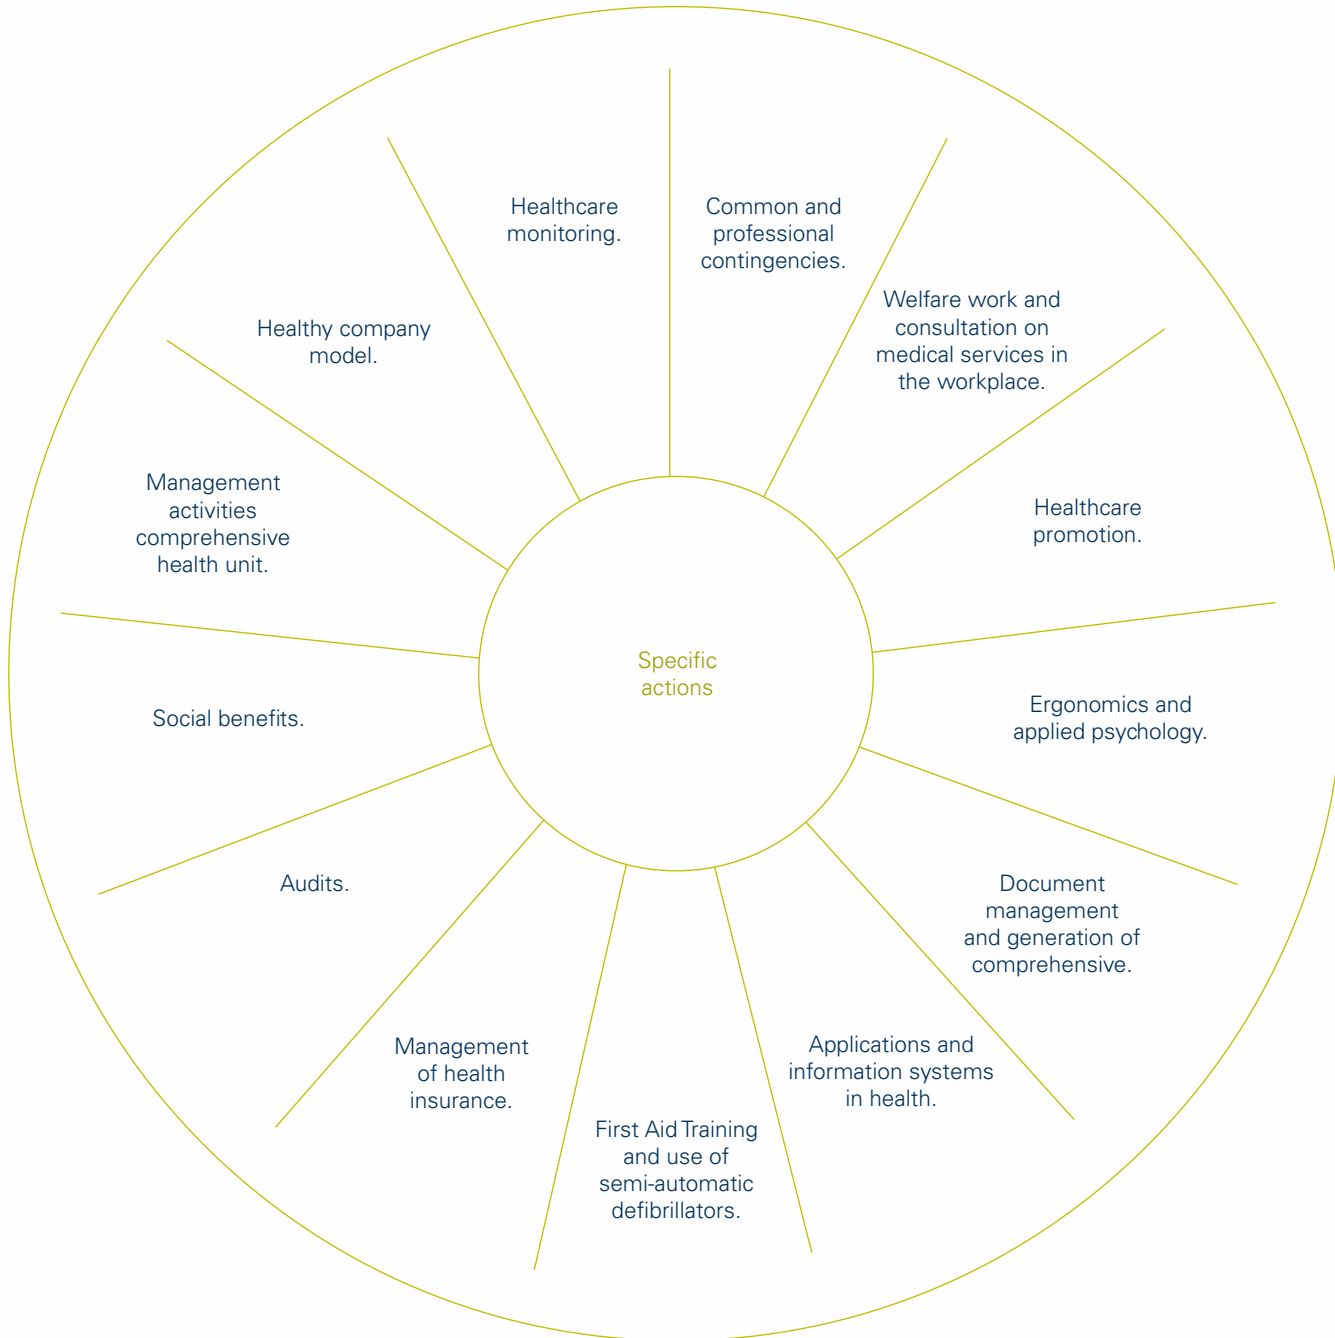 Healthcare
monitoring.
Common and
professional
contingencies.
Welfare work and
consultation on
medical services in
the workplace.
Healthcare
promotion.
Ergonomics and
applied psychology.
Document
management
and generation of
comprehensive.
Applications and
information systems
in health.
First Aid Training
and use of
semi-automatic
defibrillators.
Management
of health
insurance.
Audits.
Social benefits.
Management
activities
comprehensive
health unit.
Healthy company
model.
Specific
actions